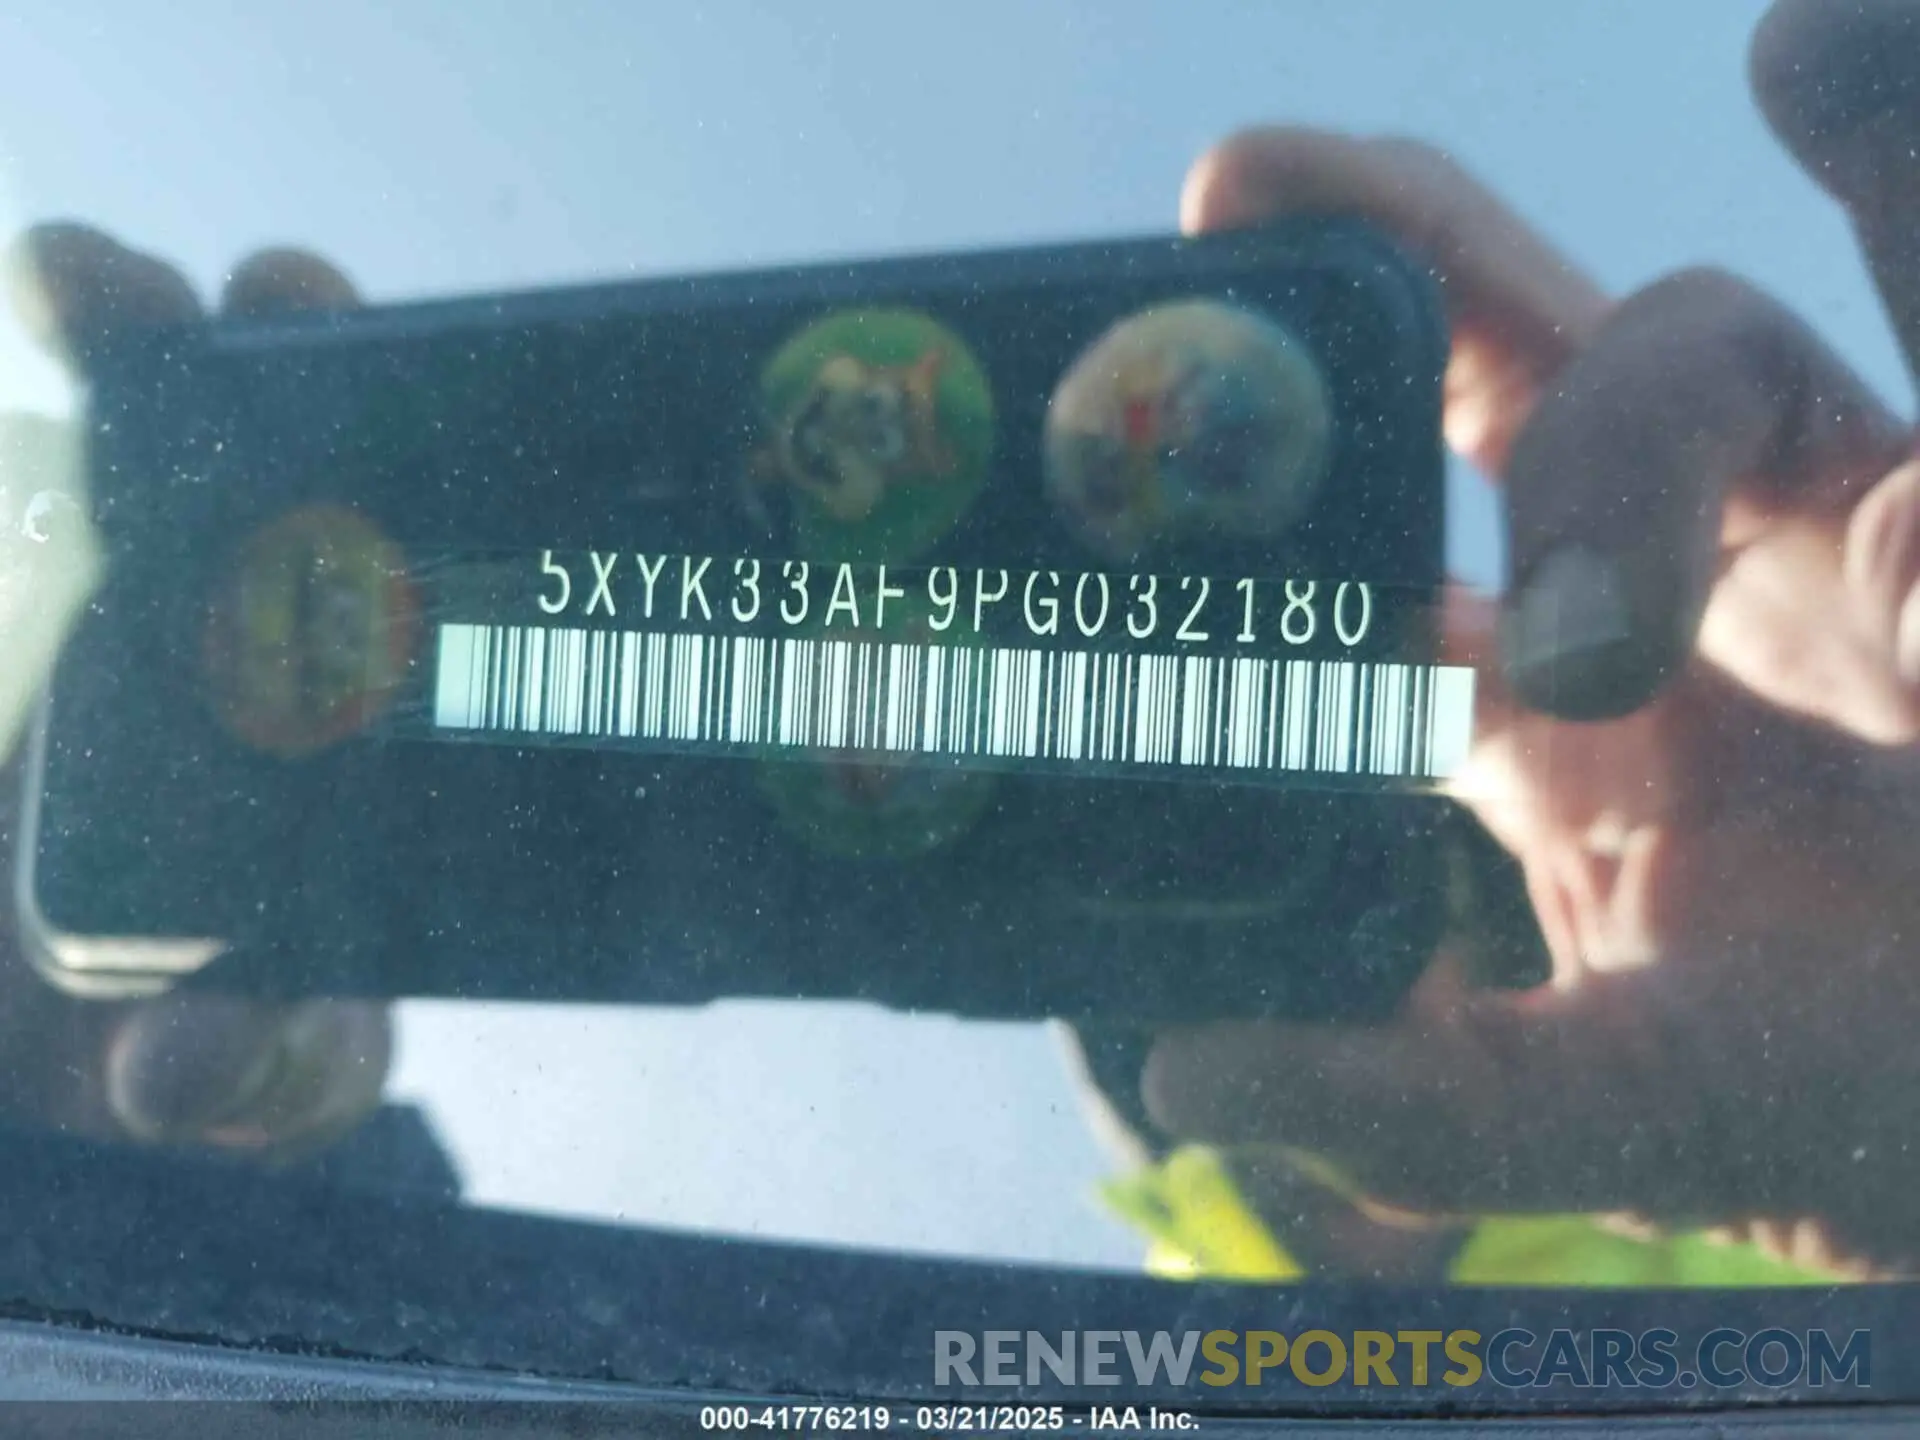 5XYK33AF9PG032180
RENEWSPORTSCARS.COM
000-41776219 - 03/21/2025 - IAA Inc.